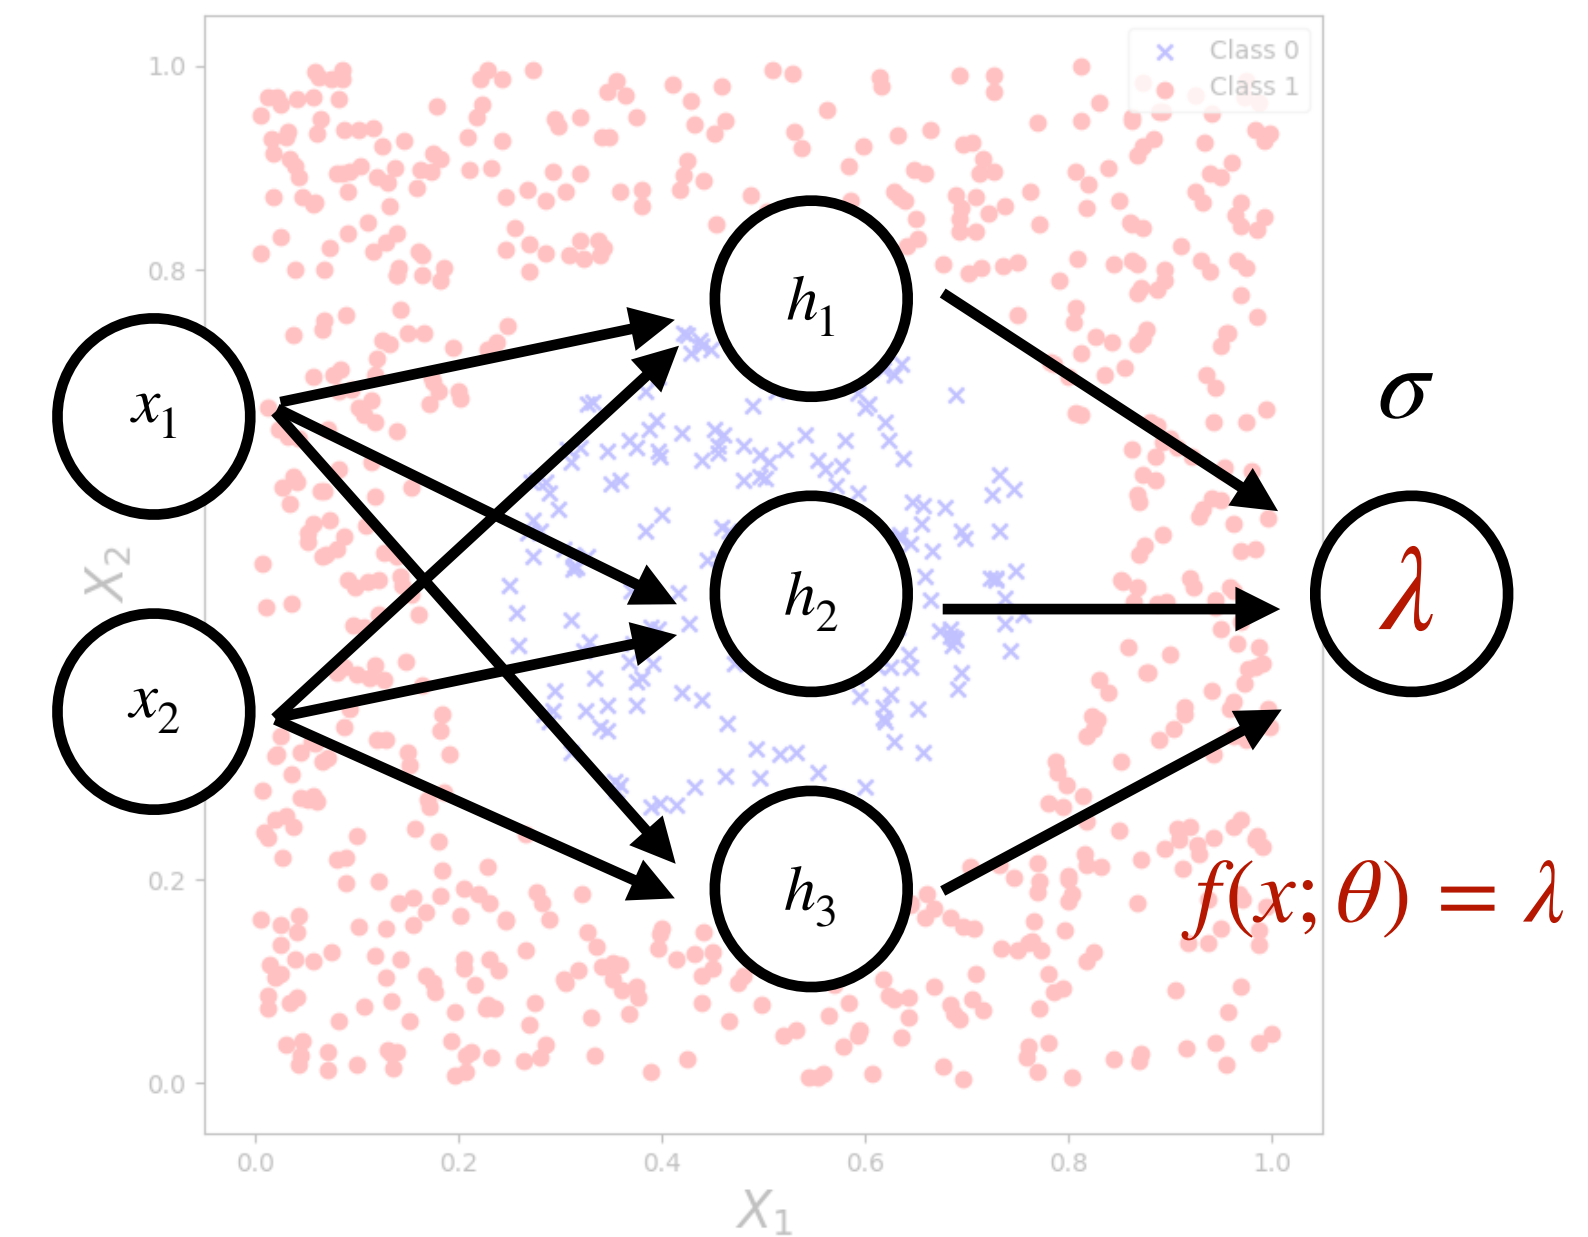 Class 0
Class 1
1.0
0.8
0.2
0.0
X₂
0.0 0.2 0.4 0.6 0.8 1.0
X₁
x₁
x₂
h₁
h₂
h₃
σ
λ
f(x; θ) = λ